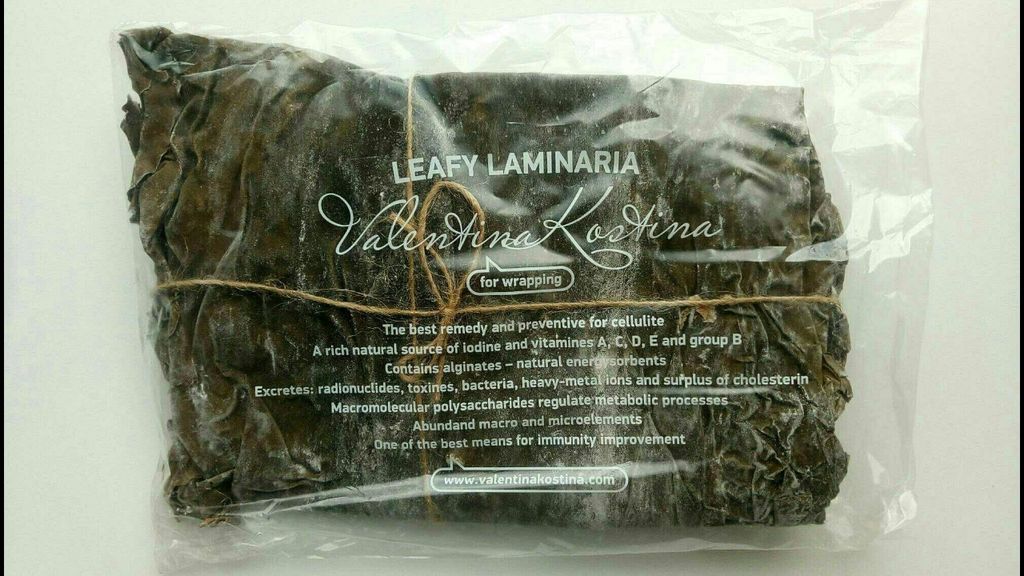 LEAFY LAMINARIA
Valentina Kostina
for wrapping
The best remedy and preventive for cellulite
A rich natural source of iodine and vitamines A, C, D, E and group B
Contains alginates – natural energysorbents
Excretes: radionuclides, toxines, bacteria, heavy-metal ions and surplus of cholesterin
Macromolecular polysaccharides regulate metabolic processes
Abundand macro and microelements
One of the best means for immunity improvement
www.valentinakostina.com